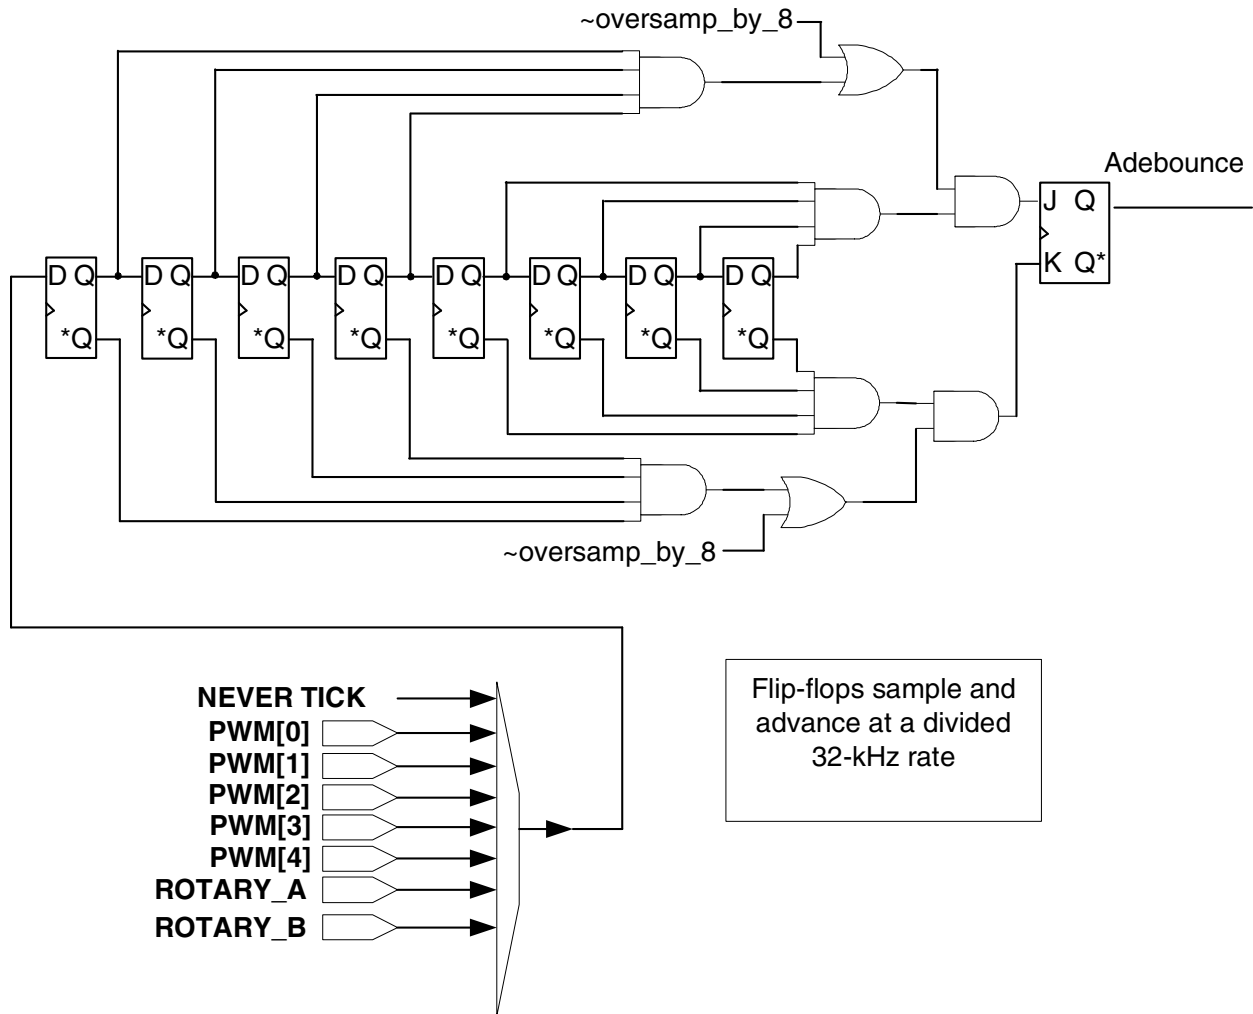 ~oversamp_by_8
Adebounce
J Q
K Q*
D Q
*Q
D Q
*Q
D Q
*Q
D Q
*Q
D Q
*Q
D Q
*Q
D Q
*Q
D Q
*Q
~oversamp_by_8
NEVER TICK
PWM[0]
PWM[1]
PWM[2]
PWM[3]
PWM[4]
ROTARY_A
ROTARY_B
Flip-flops sample and
advance at a divided
32-kHz rate